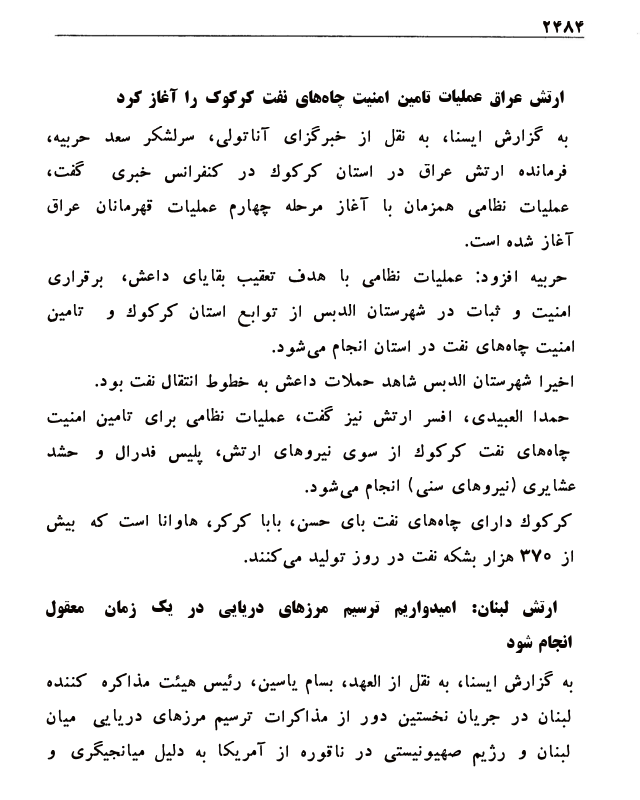 ۲۴۸۴
ارتش عراق عملیات تامین امنیت چاه‌های نفت کرکوک را آغاز کرد
به گزارش ایسنا، به نقل از خبرگزای آناتولی، سرلشکر سعد حربیه،
فرمانده ارتش عراق در استان کرکوك در کنفرانس خبری گفت،
عملیات نظامی همزمان با آغاز مرحله چهارم عملیات قهرمانان عراق
آغاز شده است.
حربیه افزود: عملیات نظامی با هدف تعقیب بقایای داعش، برقراری
امنیت و ثبات در شهرستان الدبس از توابع استان کرکوك و تامین
امنیت چاه‌های نفت در استان انجام می‌شود.
اخیرا شهرستان الدبس شاهد حملات داعش به خطوط انتقال نفت بود.
حمدا العبیدی، افسر ارتش نیز گفت، عملیات نظامی برای تامین امنیت
چاه‌های نفت کرکوك از سوی نیروهای ارتش، پلیس فدرال و حشد
عشایری (نیروهای سنی) انجام می‌شود.
کرکوك دارای چاه‌های نفت بای حسن، بابا کرکر، هاوانا است که بیش
از ۳۷۰ هزار بشکه نفت در روز تولید می‌کنند.
ارتش لبنان: امیدواریم ترسیم مرزهای دریایی در یک زمان معقول
انجام شود
به گزارش ایسنا، به نقل از العهد، بسام یاسین، رئیس هیئت مذاکره کننده
لبنان در جریان نخستین دور از مذاکرات ترسیم مرزهای دریایی میان
لبنان و رژیم صهیونیستی در ناقوره از آمریکا به دلیل میانجیگری و